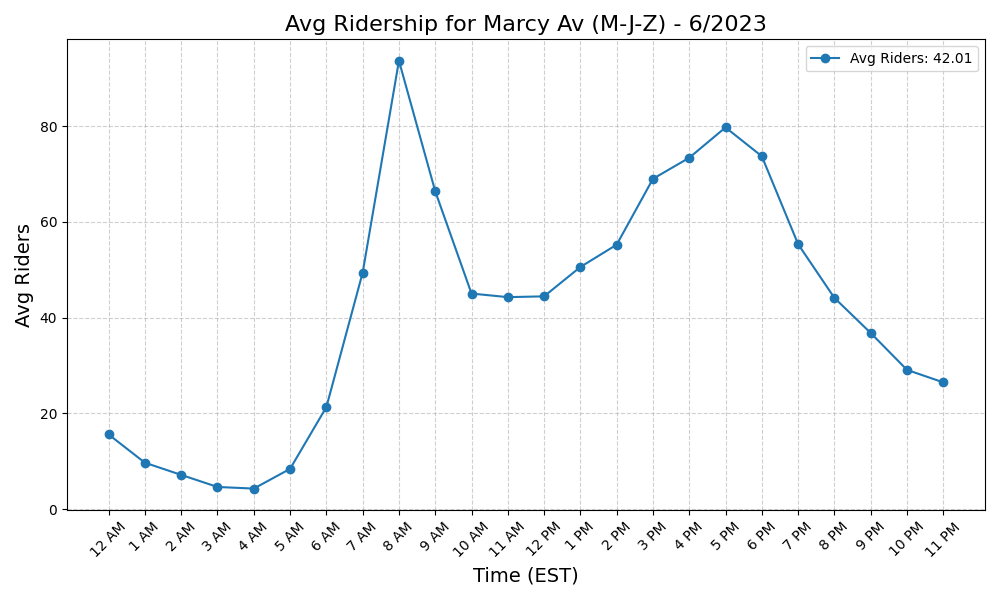 Avg Ridership for Marcy Av (M-J-Z) - 6/2023
Avg Riders: 42.01
Avg Riders
80
60
40
20
0
12 AM
1 AM
2 AM
3 AM
4 AM
5 AM
6 AM
7 AM
8 AM
9 AM
10 AM
11 AM
12 PM
1 PM
2 PM
3 PM
4 PM
5 PM
6 PM
7 PM
8 PM
9 PM
10 PM
11 PM
Time (EST)